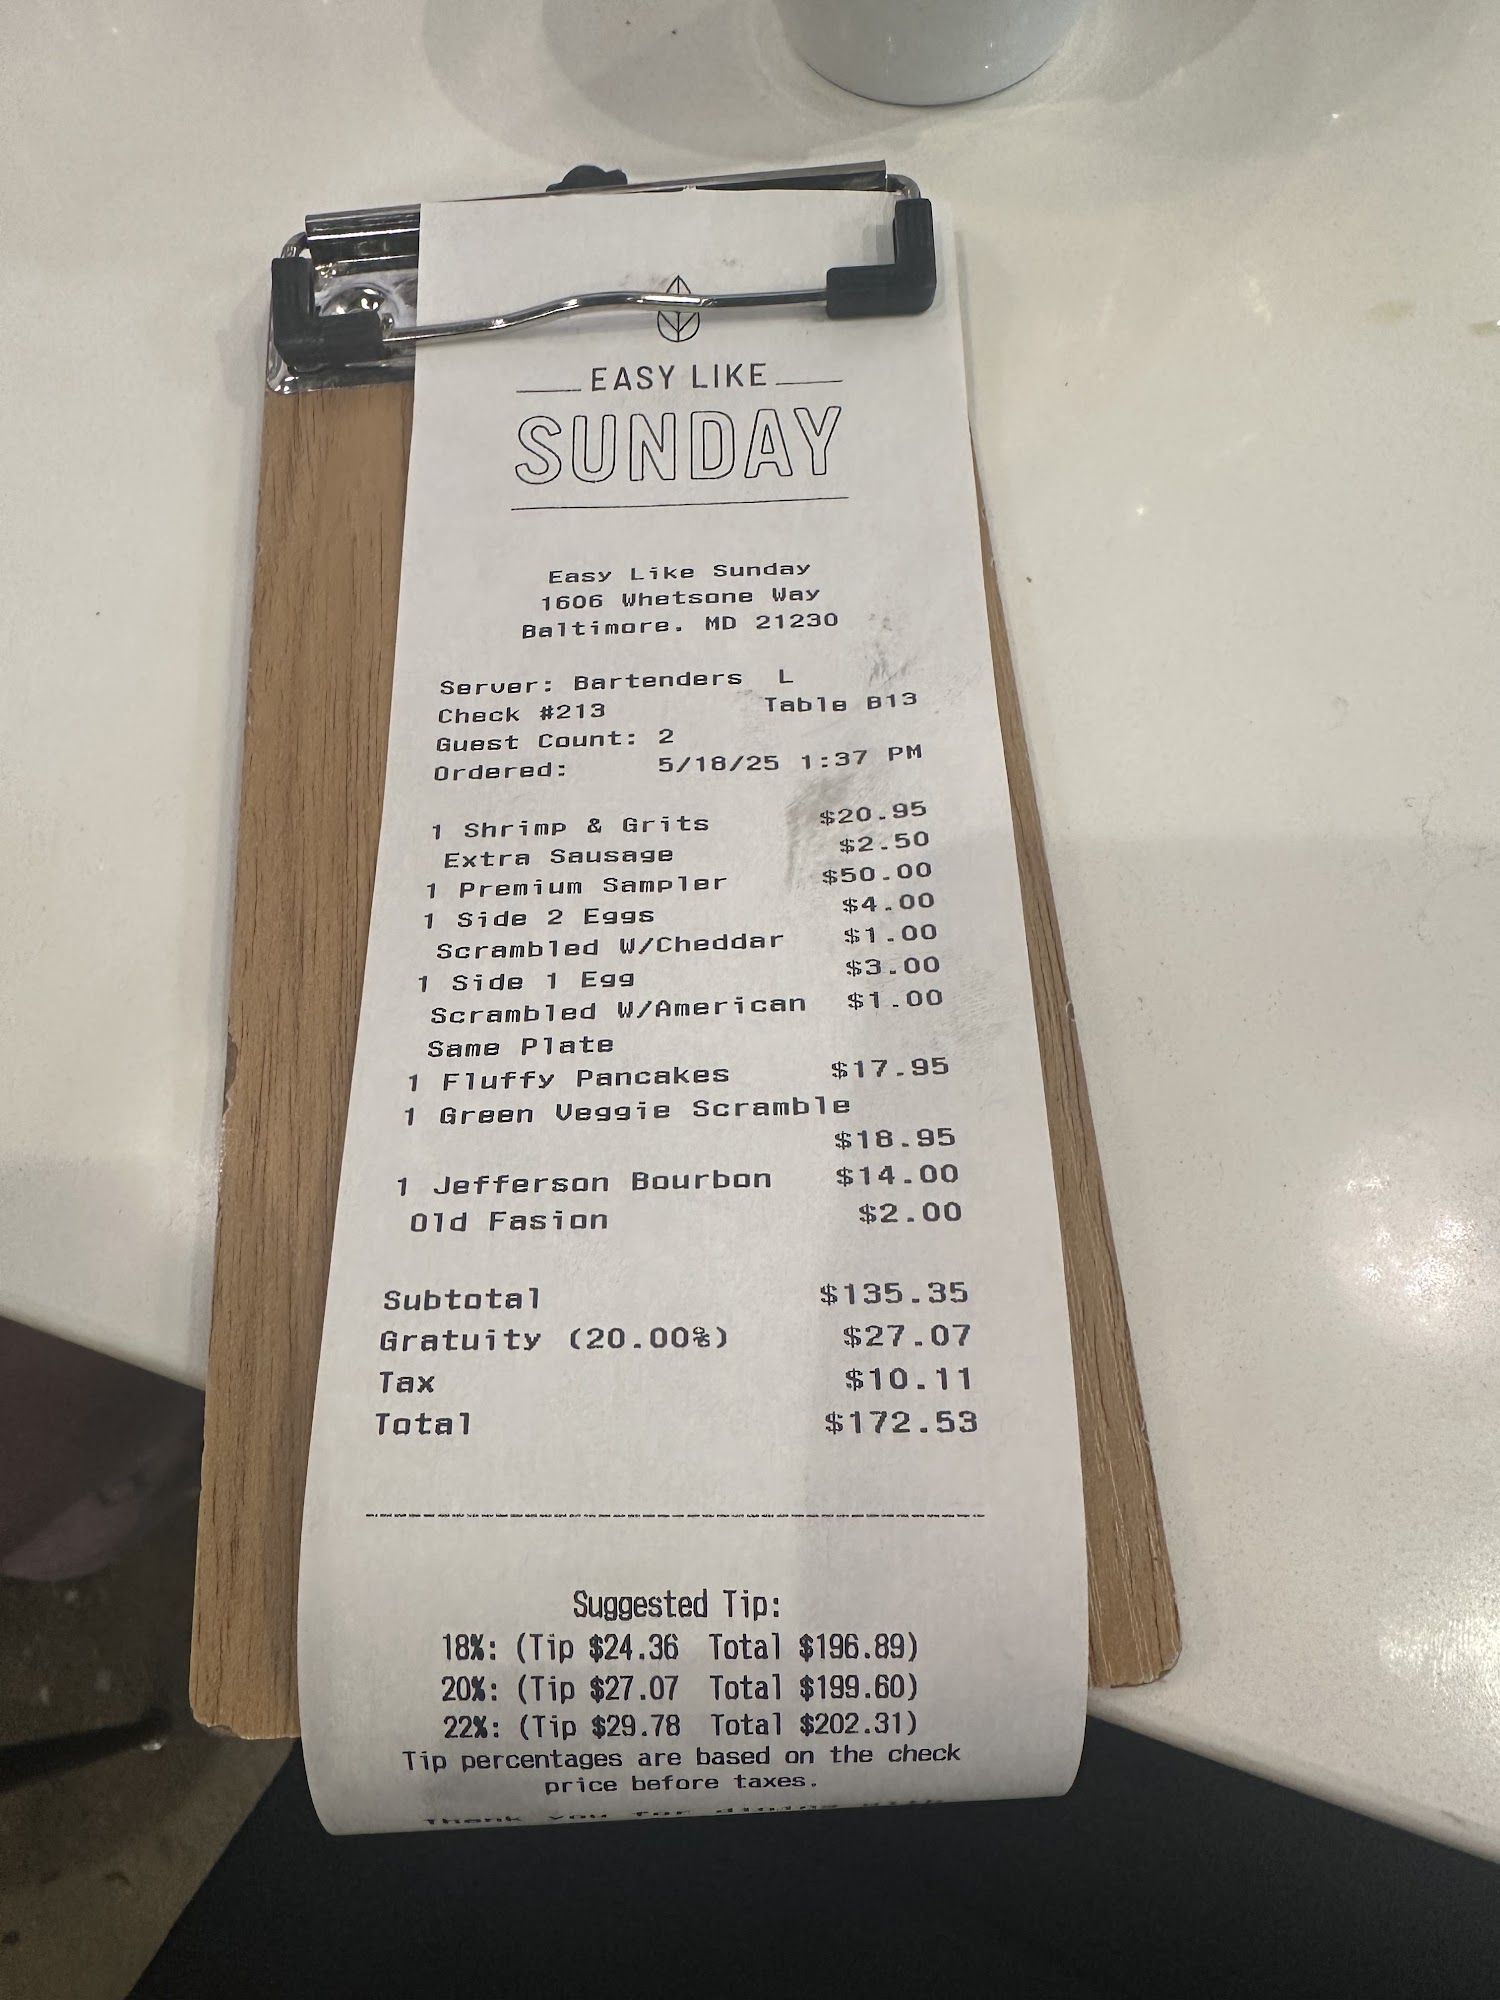 EASY LIKE
SUNDAY
Easy Like Sunday
1606 Whetsone Way
Baltimore, MD 21230
Server: Bartenders L
Check #213 Table B13
Guest Count: 2
Ordered: 5/18/25 1:37 PM
1 Shrimp & Grits $20.95
Extra Sausage $2.50
1 Premium Sampler $50.00
1 Side 2 Eggs $4.00
Scrambled W/Cheddar $1.00
1 Side 1 Egg $3.00
Scrambled W/American $1.00
Same Plate
1 Fluffy Pancakes $17.95
1 Green Veggie Scramble
$18.95
1 Jefferson Bourbon $14.00
Old Fasion $2.00
Subtotal $135.35
Gratuity (20.00%) $27.07
Tax $10.11
Total $172.53
Suggested Tip:
18%: (Tip $24.36 Total $196.89)
20%: (Tip $27.07 Total $199.60)
22%: (Tip $29.78 Total $202.31)
Tip percentages are based on the check
price before taxes.
Thank you for dining with